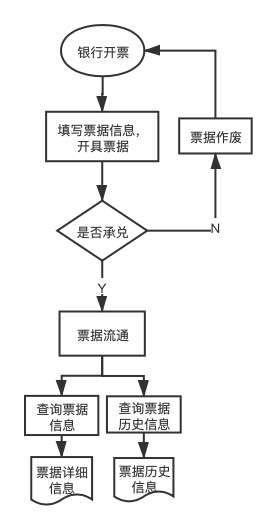 银行开票
填写票据信息，
开具票据
票据作废
是否承兑
N
Y
票据流通
查询票据
信息
查询票据
历史信息
票据详细
信息
票据历史
信息